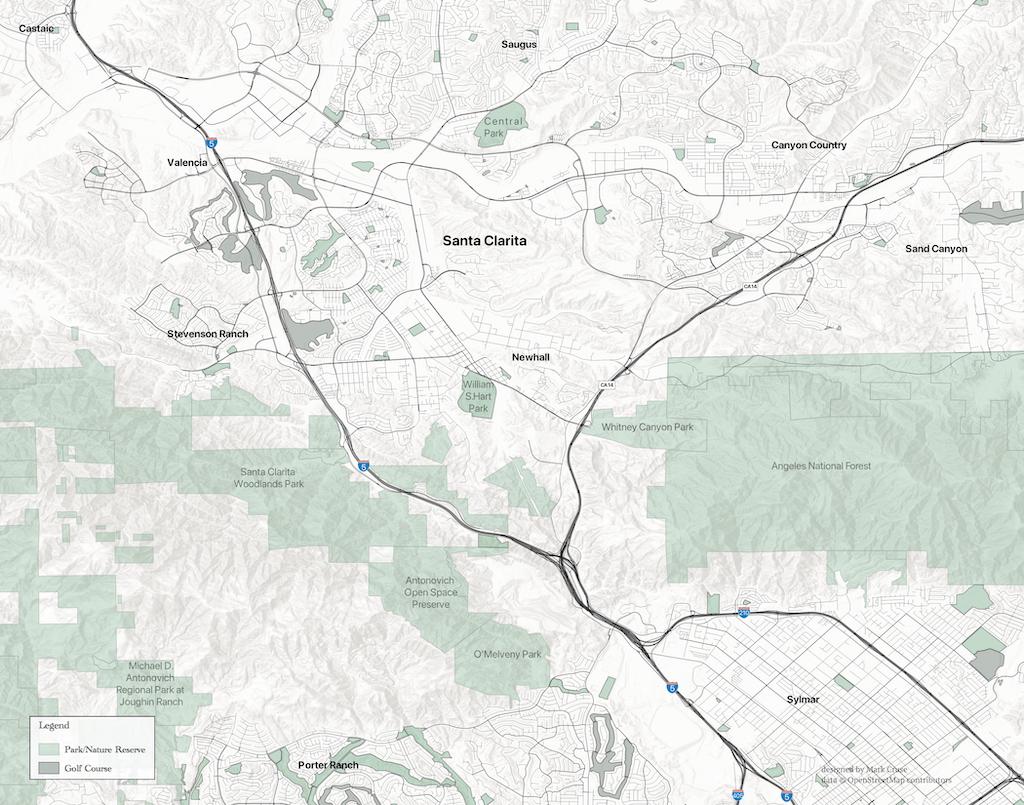 Castaic
Saugus
Central
Park
Canyon Country
5
Valencia
Santa Clarita
Sand Canyon
CA14
Stevenson Ranch
Newhall
CA14
William
S.Hart
Park
Whitney Canyon Park
Angeles National Forest
5
Santa Clarita
Woodlands Park
Antonovich
Open Space
Preserve
210
O'Melveny Park
Michael D.
Antonovich
Regional Park at
Joughin Ranch
5
Sylmar
Legend
Park/Nature Reserve
Golf Course
Porter Ranch
designed by Mark Cruse
data © OpenStreetMap contributors
405
5